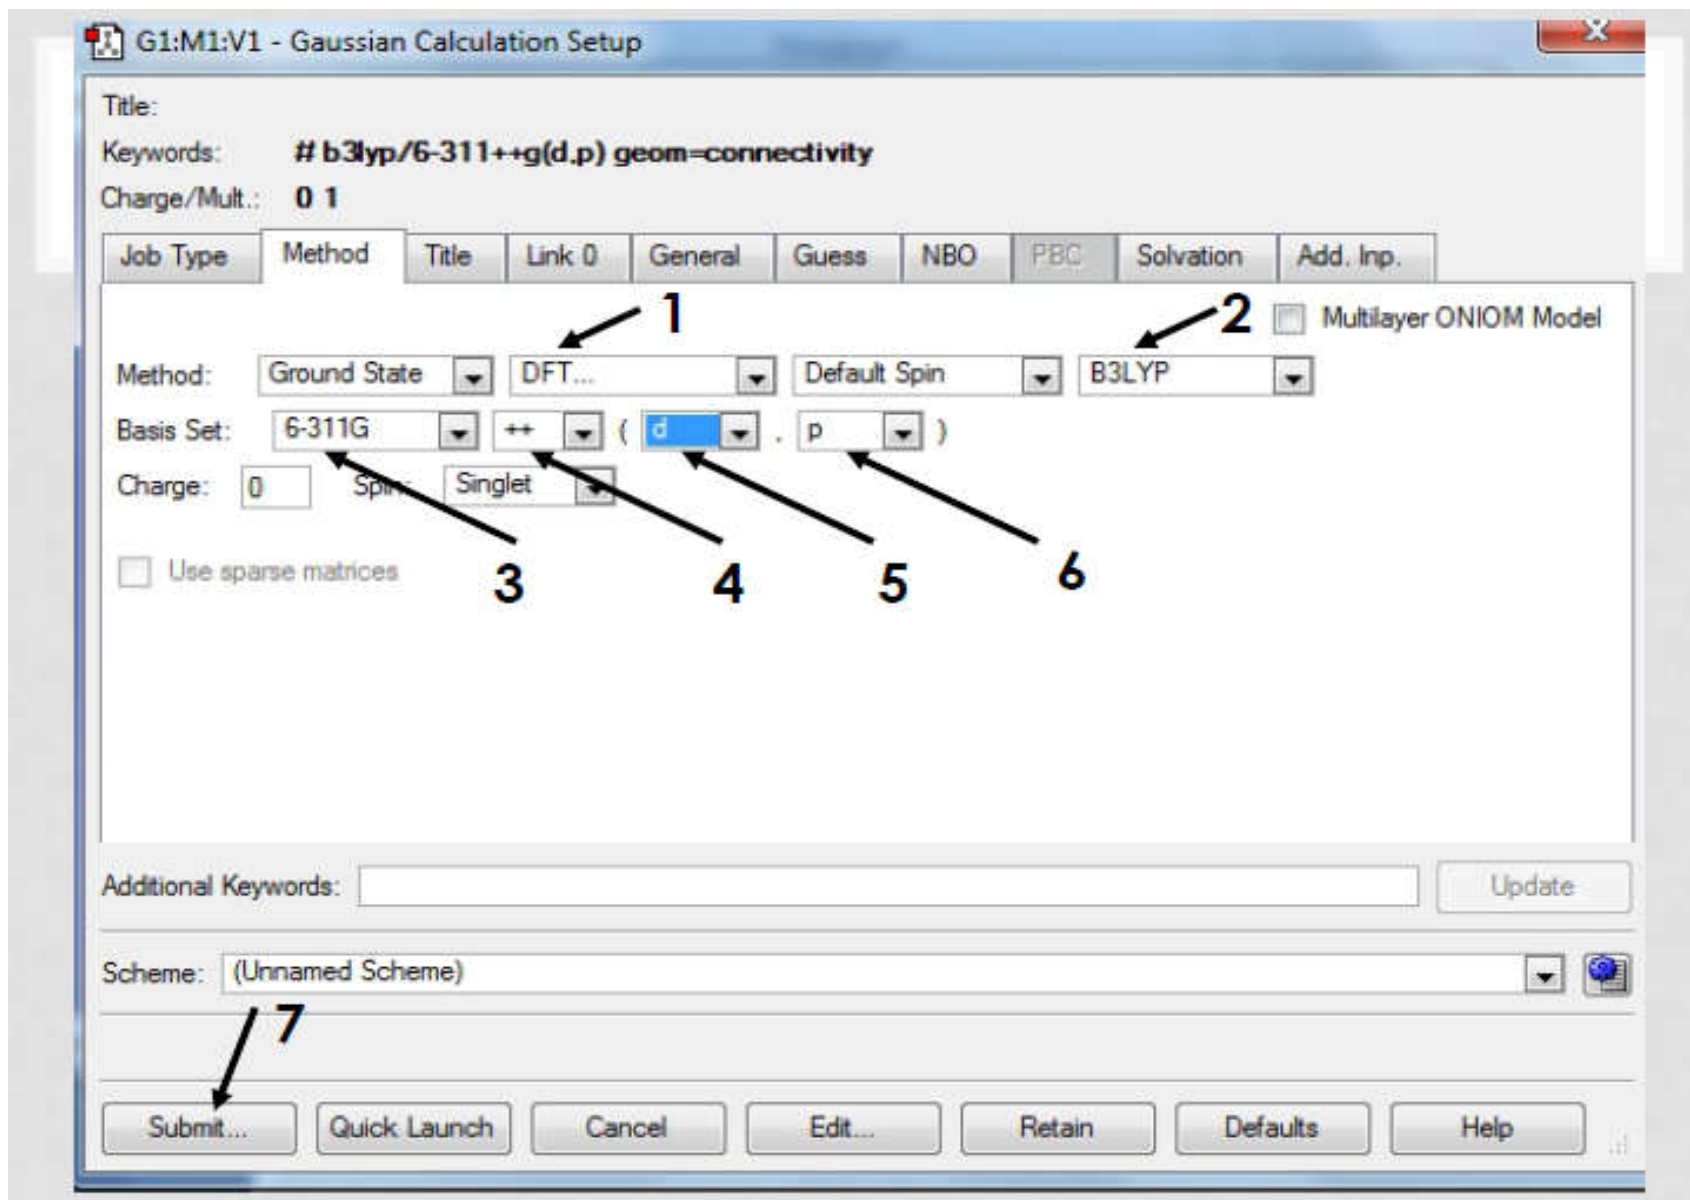 G1:M1:V1 - Gaussian Calculation Setup
Title:
Keywords: # b3lyp/6-311++g(d,p) geom=connectivity
Charge/Mult.: 0 1
Job Type Method Title Link 0 General Guess NBO PBC Solvation Add. Inp.
1 2 Multilayer ONIOM Model
Method: Ground State DFT... Default Spin B3LYP
Basis Set: 6-311G ++ ( d , p )
Charge: 0 Spin: Singlet
Use sparse matrices 3 4 5 6
Additional Keywords: Update
Scheme: (Unnamed Scheme)
7
Submit... Quick Launch Cancel Edit... Retain Defaults Help